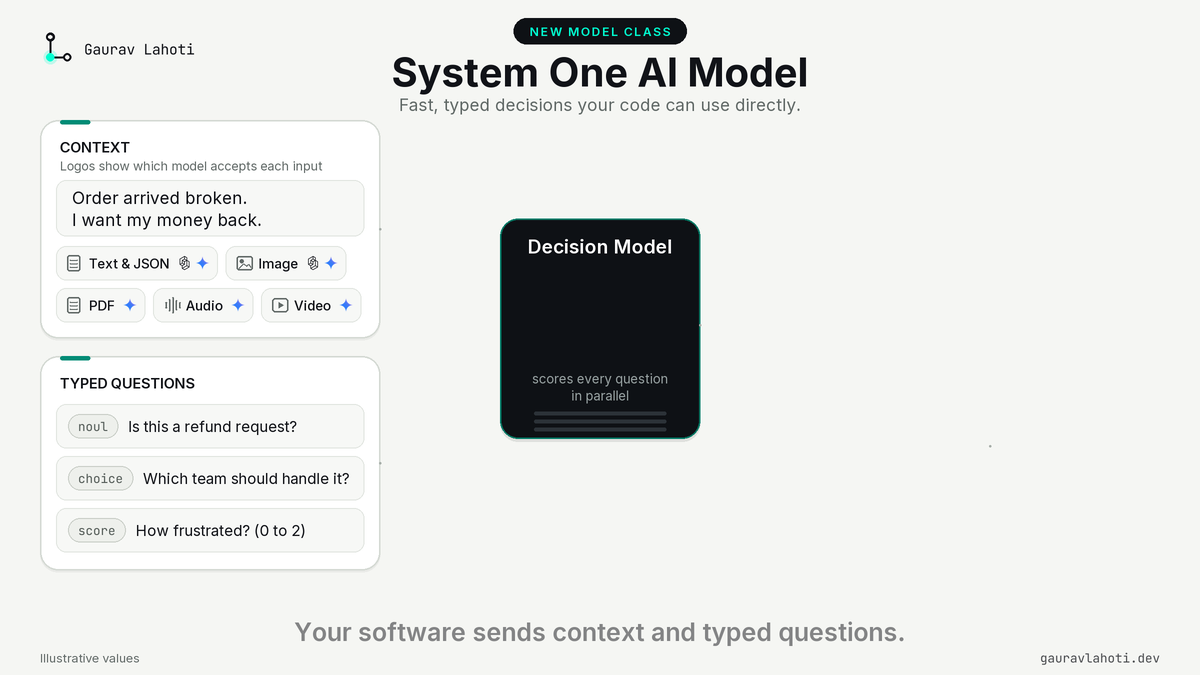 Gaurav Lahoti
NEW MODEL CLASS
System One AI Model
Fast, typed decisions your code can use directly.
CONTEXT
Logos show which model accepts each input
Order arrived broken.
I want my money back.
Text & JSON
Image
PDF
Audio
Video
TYPED QUESTIONS
noul
Is this a refund request?
choice
Which team should handle it?
score
How frustrated? (0 to 2)
Decision Model
scores every question
in parallel
Your software sends context and typed questions.
Illustrative values
gauravlahoti.dev